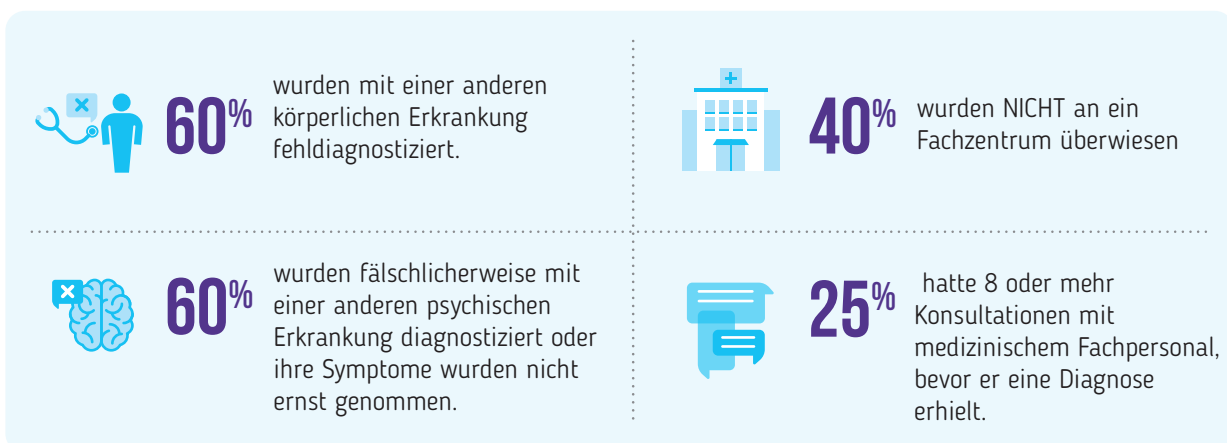 60%
wurden mit einer anderen
körperlichen Erkrankung
fehldiagnostiziert.
40%
wurden NICHT an ein
Fachzentrum überwiesen
60%
wurden fälschlicherweise mit
einer anderen psychischen
Erkrankung diagnostiziert oder
ihre Symptome wurden nicht
ernst genommen.
25%
hatte 8 oder mehr
Konsultationen mit
medizinischem Fachpersonal,
bevor er eine Diagnose
erhielt.